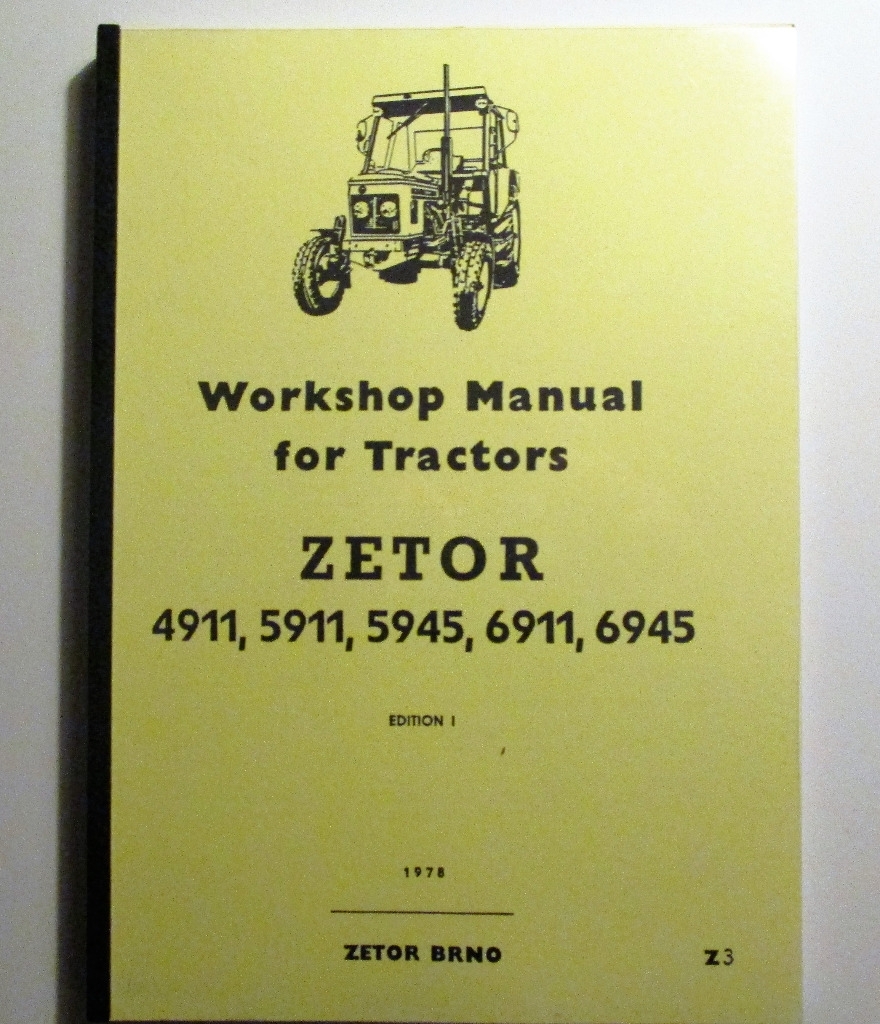 Workshop Manual
for Tractors
ZETOR
4911, 5911, 5945, 6911, 6945
EDITION I
1978
ZETOR BRNO
Z3